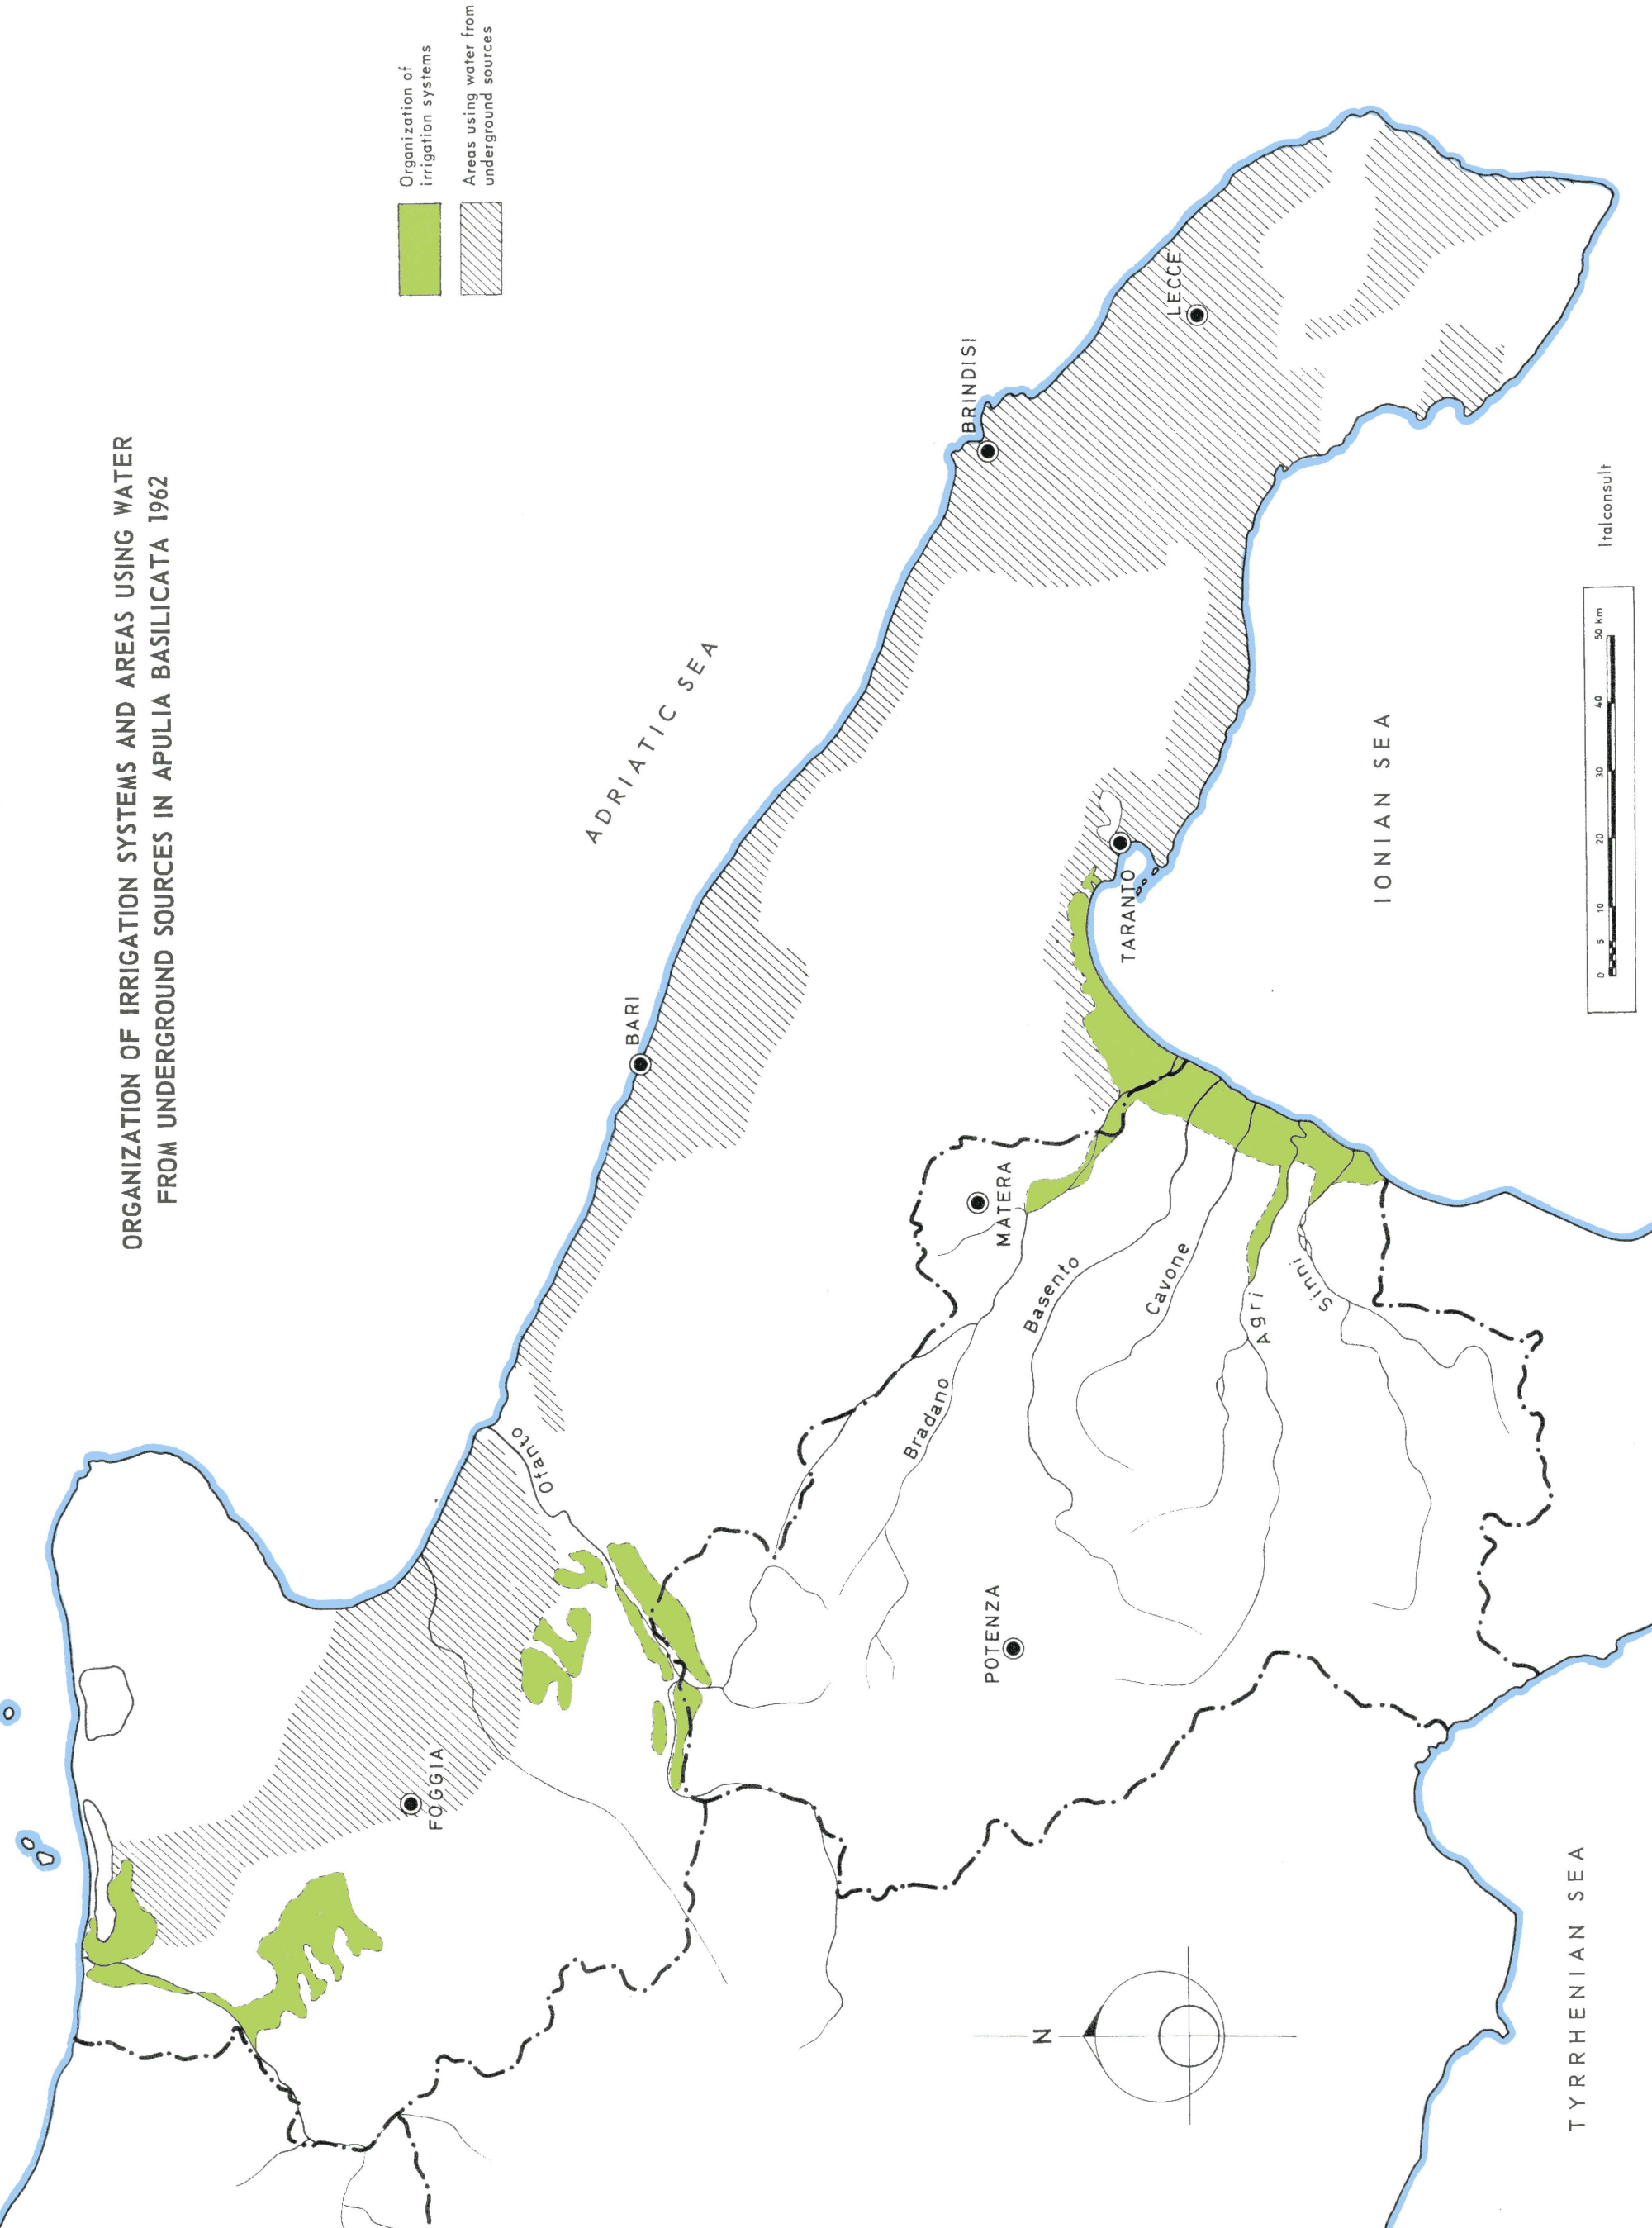 ORGANIZATION OF IRRIGATION SYSTEMS AND AREAS USING WATER
FROM UNDERGROUND SOURCES IN APULIA BASILICATA 1962
Organization of
irrigation systems
Areas using water from
underground sources
ADRIATIC SEA
FOGGIA
Ofanto
BARI
BRINDISI
LECCE
TARANTO
MATERA
POTENZA
Bradano
Basento
Cavone
Agri
Sinni
IONIAN SEA
TYRRHENIAN SEA
N
0 5 10 20 30 40 50 km
Italconsult